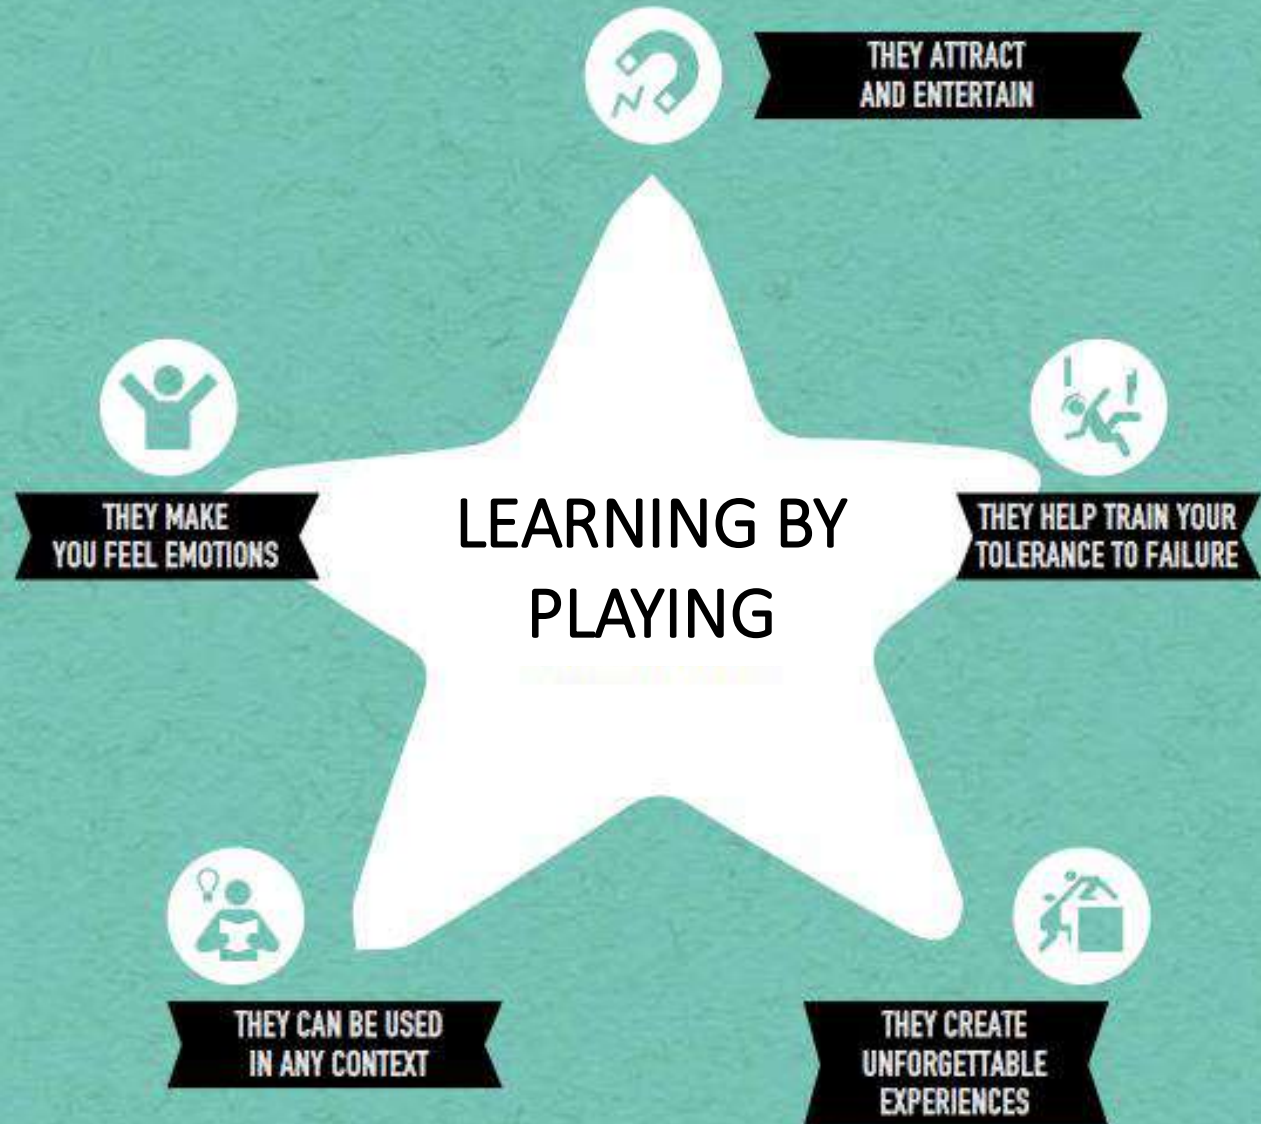 THEY ATTRACT
AND ENTERTAIN
THEY MAKE
YOU FEEL EMOTIONS
LEARNING BY
PLAYING
THEY HELP TRAIN YOUR
TOLERANCE TO FAILURE
THEY CAN BE USED
IN ANY CONTEXT
THEY CREATE
UNFORGETTABLE
EXPERIENCES